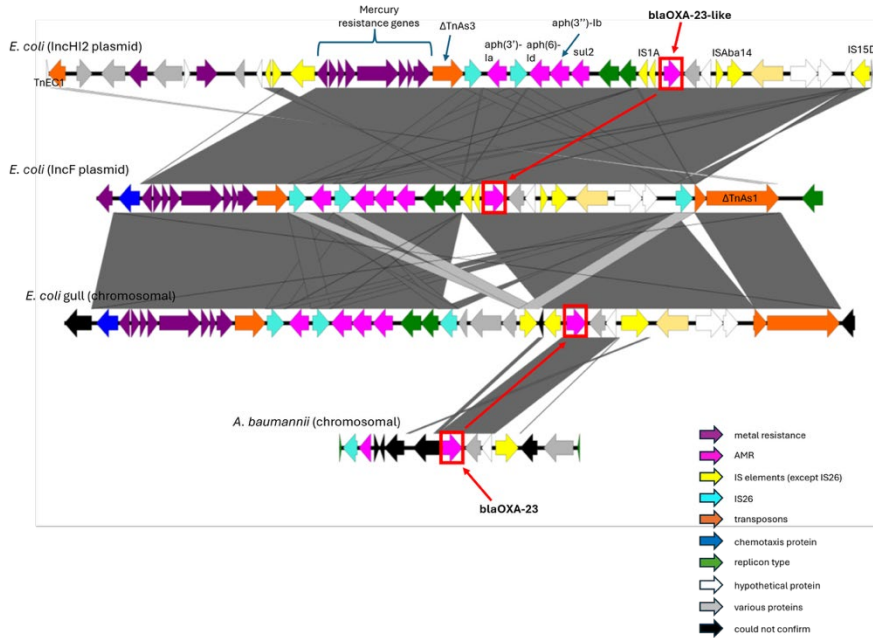 Mercury
resistance genes
ΔTnAs3
aph(3'')-Ib
blaOXA-23-like
E. coli (IncHI2 plasmid)
aph(3')-
Ia
aph(6)-
Id
sul2
IS1A
ISAba14
IS15D
TnEC1
E. coli (IncF plasmid)
ΔTnAs1
E. coli gull (chromosomal)
A. baumannii (chromosomal)
blaOXA-23
metal resistance
AMR
IS elements (except IS26)
IS26
transposons
chemotaxis protein
replicon type
hypothetical protein
various proteins
could not confirm